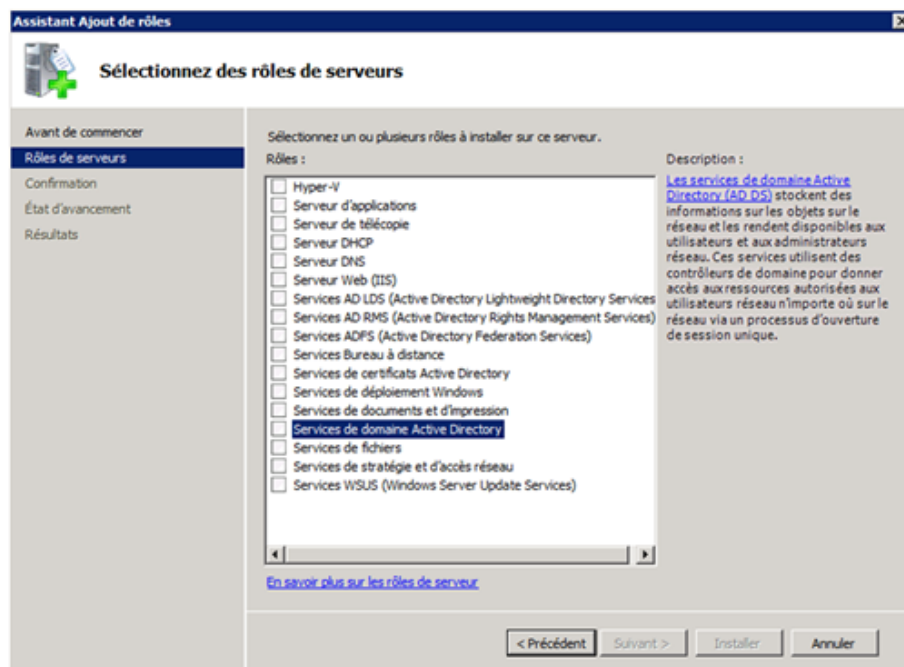 Assistant Ajout de rôles
Sélectionnez des rôles de serveurs
Avant de commencer
Rôles de serveurs
Confirmation
État d'avancement
Résultats
Sélectionnez un ou plusieurs rôles à installer sur ce serveur.
Rôles :
Hyper-V
Serveur d'applications
Serveur de télécopie
Serveur DHCP
Serveur DNS
Serveur Web (IIS)
Services AD LDS (Active Directory Lightweight Directory Services
Services AD RMS (Active Directory Rights Management Services)
Services ADFS (Active Directory Federation Services)
Services Bureau à distance
Services de certificats Active Directory
Services de déploiement Windows
Services de documents et d'impression
Services de domaine Active Directory
Services de fichiers
Services de stratégie et d'accès réseau
Services WSUS (Windows Server Update Services)
En savoir plus sur les rôles de serveur
Description :
Les services de domaine Active
Directory (AD DS) stockent des
informations sur les objets sur le
réseau et les rendent disponibles aux
utilisateurs et aux administrateurs
réseau. Ces services utilisent des
contrôleurs de domaine pour donner
accès aux ressources autorisées aux
utilisateurs réseau n'importe où sur le
réseau via un processus d'ouverture
de session unique.
< Précédent
Suivant >
Installer
Annuler